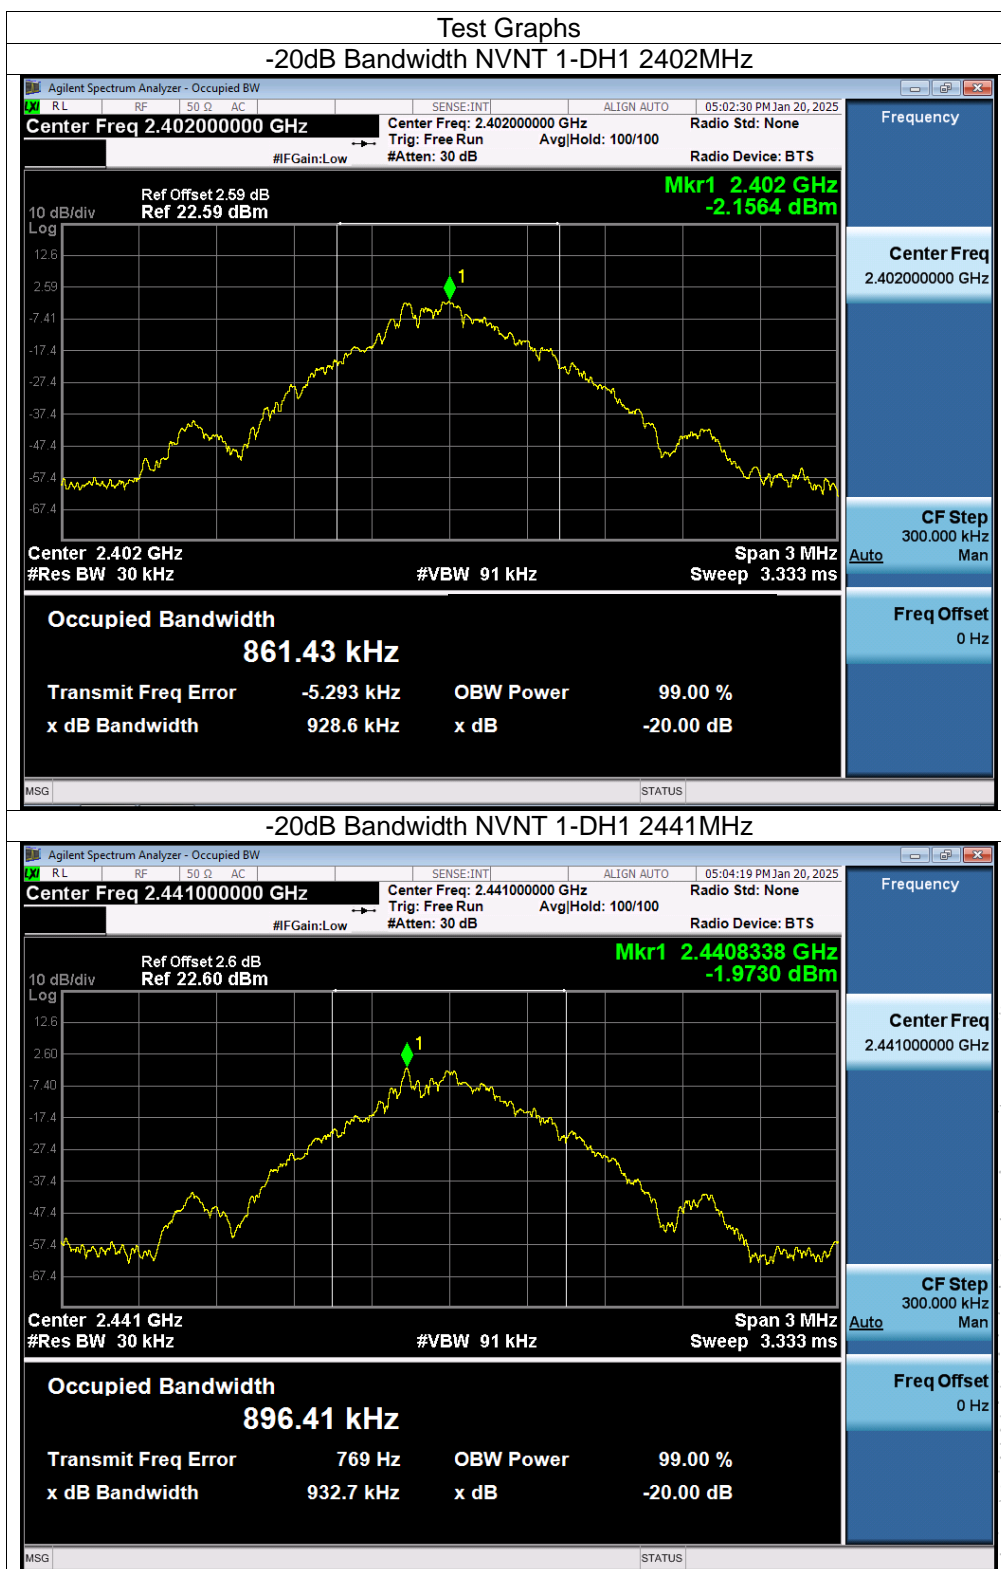 Test Graphs
-20dB Bandwidth NVNT 1-DH1 2402MHz
Agilent Spectrum Analyzer - Occupied BW
LXI RL RF 50 Ω AC SENSE:INT ALIGN AUTO 05:02:30 PM Jan 20, 2025
Center Freq 2.402000000 GHz
Center Freq: 2.402000000 GHz Radio Std: None
Trig: Free Run Avg|Hold: 100/100
#IFGain:Low #Atten: 30 dB Radio Device: BTS
Frequency
Mkr1 2.402 GHz
-2.1564 dBm
Ref Offset 2.59 dB
10 dB/div Ref 22.59 dBm
Log
12.6
1
2.59
-7.41
-17.4
-27.4
-37.4
-47.4
-57.4
-67.4
Center Freq
2.402000000 GHz
CF Step
300.000 kHz
Auto Man
Freq Offset
0 Hz
Center 2.402 GHz Span 3 MHz
#Res BW 30 kHz #VBW 91 kHz Sweep 3.333 ms
Occupied Bandwidth
861.43 kHz
Transmit Freq Error -5.293 kHz OBW Power 99.00 %
x dB Bandwidth 928.6 kHz x dB -20.00 dB
MSG STATUS
-20dB Bandwidth NVNT 1-DH1 2441MHz
Agilent Spectrum Analyzer - Occupied BW
LXI RL RF 50 Ω AC SENSE:INT ALIGN AUTO 05:04:19 PM Jan 20, 2025
Center Freq 2.441000000 GHz
Center Freq: 2.441000000 GHz Radio Std: None
Trig: Free Run Avg|Hold: 100/100
#IFGain:Low #Atten: 30 dB Radio Device: BTS
Frequency
Mkr1 2.4408338 GHz
-1.9730 dBm
Ref Offset 2.6 dB
10 dB/div Ref 22.60 dBm
Log
12.6
1
2.60
-7.40
-17.4
-27.4
-37.4
-47.4
-57.4
-67.4
Center Freq
2.441000000 GHz
CF Step
300.000 kHz
Auto Man
Freq Offset
0 Hz
Center 2.441 GHz Span 3 MHz
#Res BW 30 kHz #VBW 91 kHz Sweep 3.333 ms
Occupied Bandwidth
896.41 kHz
Transmit Freq Error 769 Hz OBW Power 99.00 %
x dB Bandwidth 932.7 kHz x dB -20.00 dB
MSG STATUS